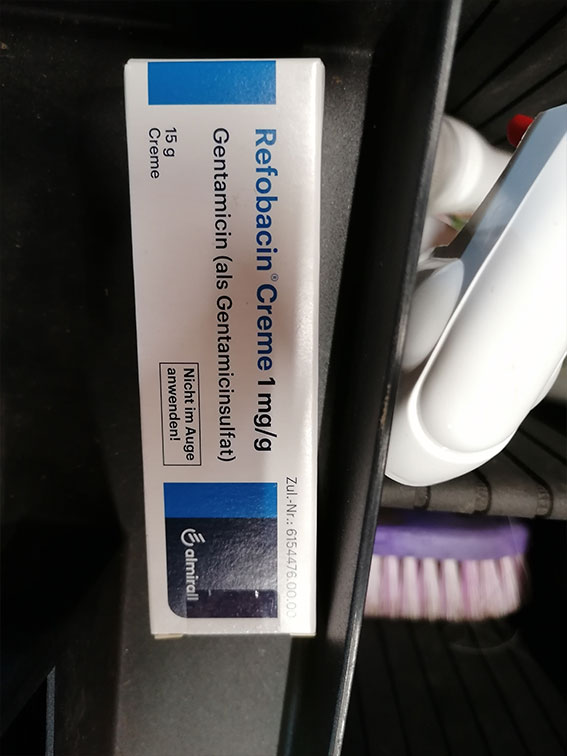 Refobacin® Creme 1 mg/g
Gentamicin (als Gentamicinsulfat)
15 g
Creme
Nicht im Auge
anwenden!
Zul.-Nr.: 6154476.00.00
almirall